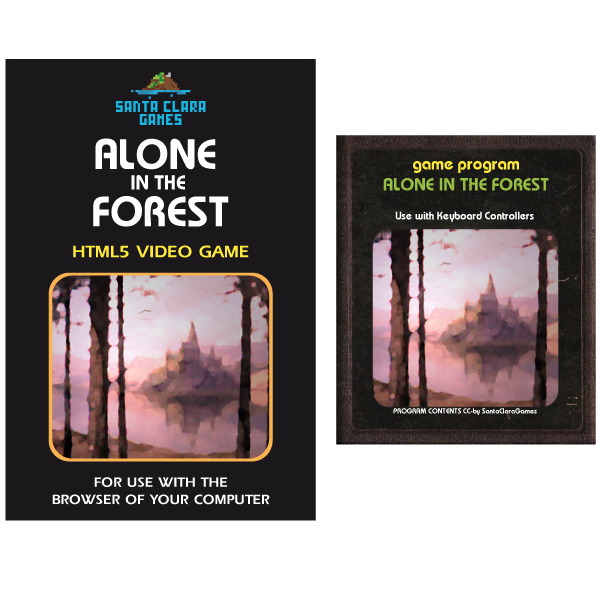 SANTA CLARA
GAMES
ALONE
IN THE
FOREST
HTML5 VIDEO GAME
FOR USE WITH THE
BROWSER OF YOUR COMPUTER
game program
ALONE IN THE FOREST
Use with Keyboard Controllers
PROGRAM CONTENTS CC-by SantaClaraGames